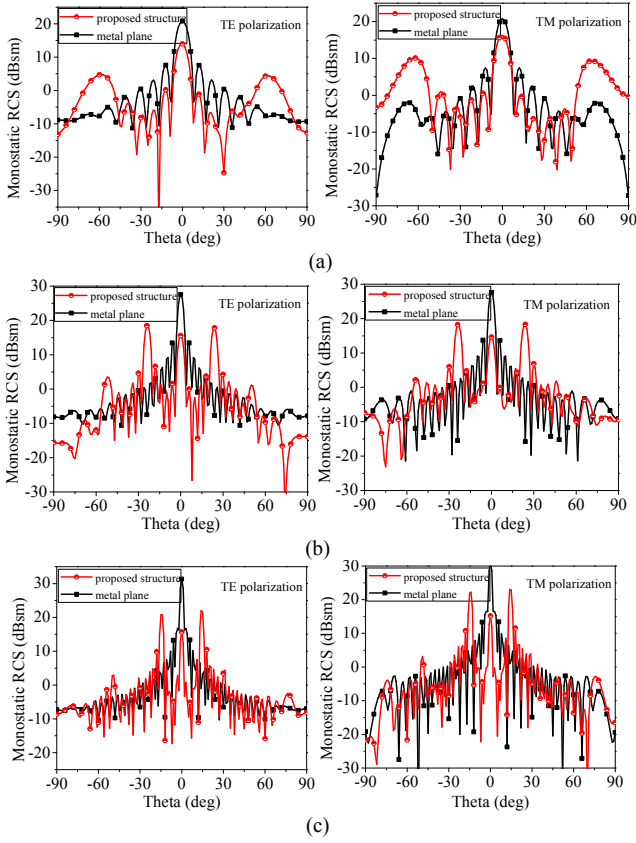 proposed structure
metal plane
TE polarization
Monostatic RCS (dBsm)
20
10
0
-10
-20
-30
-90 -60 -30 0 30 60 90
Theta (deg)
proposed structure
metal plane
TM polarization
Monostatic RCS (dBsm)
20
10
0
-10
-20
-30
-90 -60 -30 0 30 60 90
Theta (deg)
(a)
proposed structure
metal plane
TE polarization
Monostatic RCS (dBsm)
30
20
10
0
-10
-20
-30
-90 -60 -30 0 30 60 90
Theta (deg)
proposed structure
metal plane
TM polarization
Monostatic RCS (dBsm)
30
20
10
0
-10
-20
-30
-90 -60 -30 0 30 60 90
Theta (deg)
(b)
proposed structure
metal plane
TE polarization
Monostatic RCS (dBsm)
30
20
10
0
-10
-20
-90 -60 -30 0 30 60 90
Theta (deg)
proposed structure
metal plane
TM polarization
Monostatic RCS (dBsm)
30
20
10
0
-10
-20
-30
-90 -60 -30 0 30 60 90
Theta (deg)
(c)